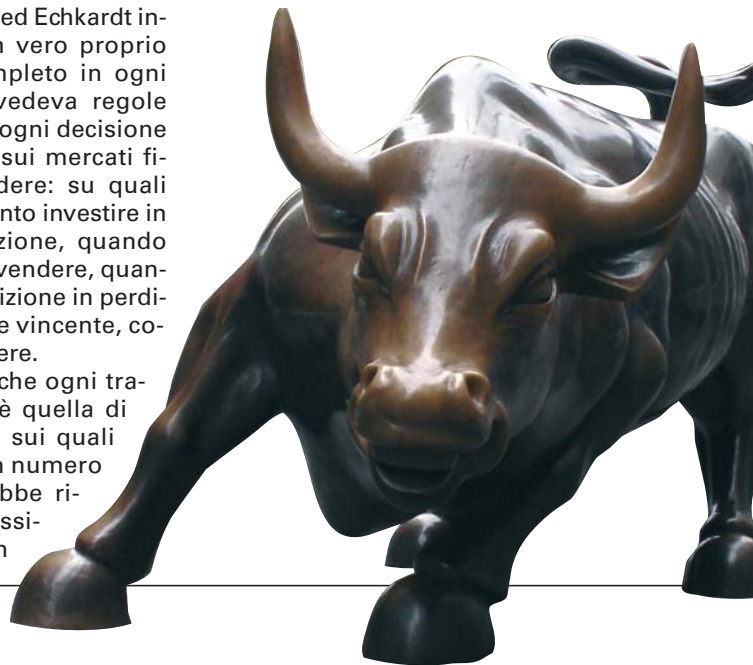 ed Echkardt in-
n vero proprio
mpleto in ogni
vedeva regole
ogni decisione
sui mercati fi-
dere: su quali
nto investire in
zione, quando
vendere, quan-
izione in perdi-
e vincente, co-
ere.
che ogni tra-
è quella di
sui quali
n numero
bbe ri-
ssi-
n